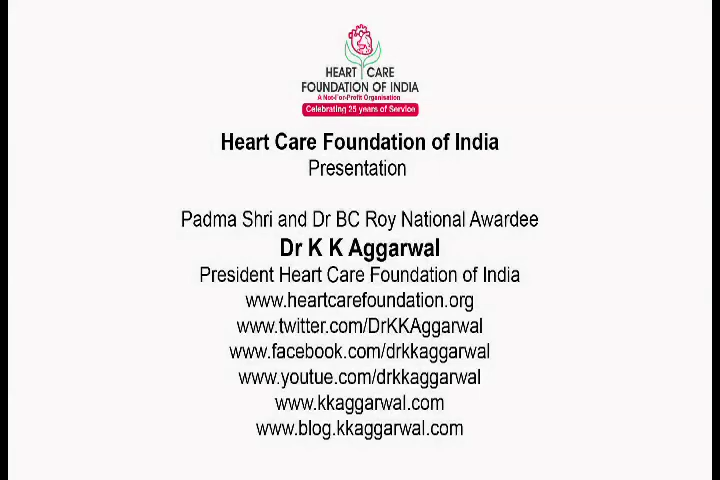 HEART CARE
FOUNDATION OF INDIA
A Not-For-Profit Organisation
Celebrating 25 years of Service
Heart Care Foundation of India
Presentation
Padma Shri and Dr BC Roy National Awardee
Dr K K Aggarwal
President Heart Care Foundation of India
www.heartcarefoundation.org
www.twitter.com/DrKKAggarwal
www.facebook.com/drkkaggarwal
www.youtue.com/drkkaggarwal
www.kkaggarwal.com
www.blog.kkaggarwal.com